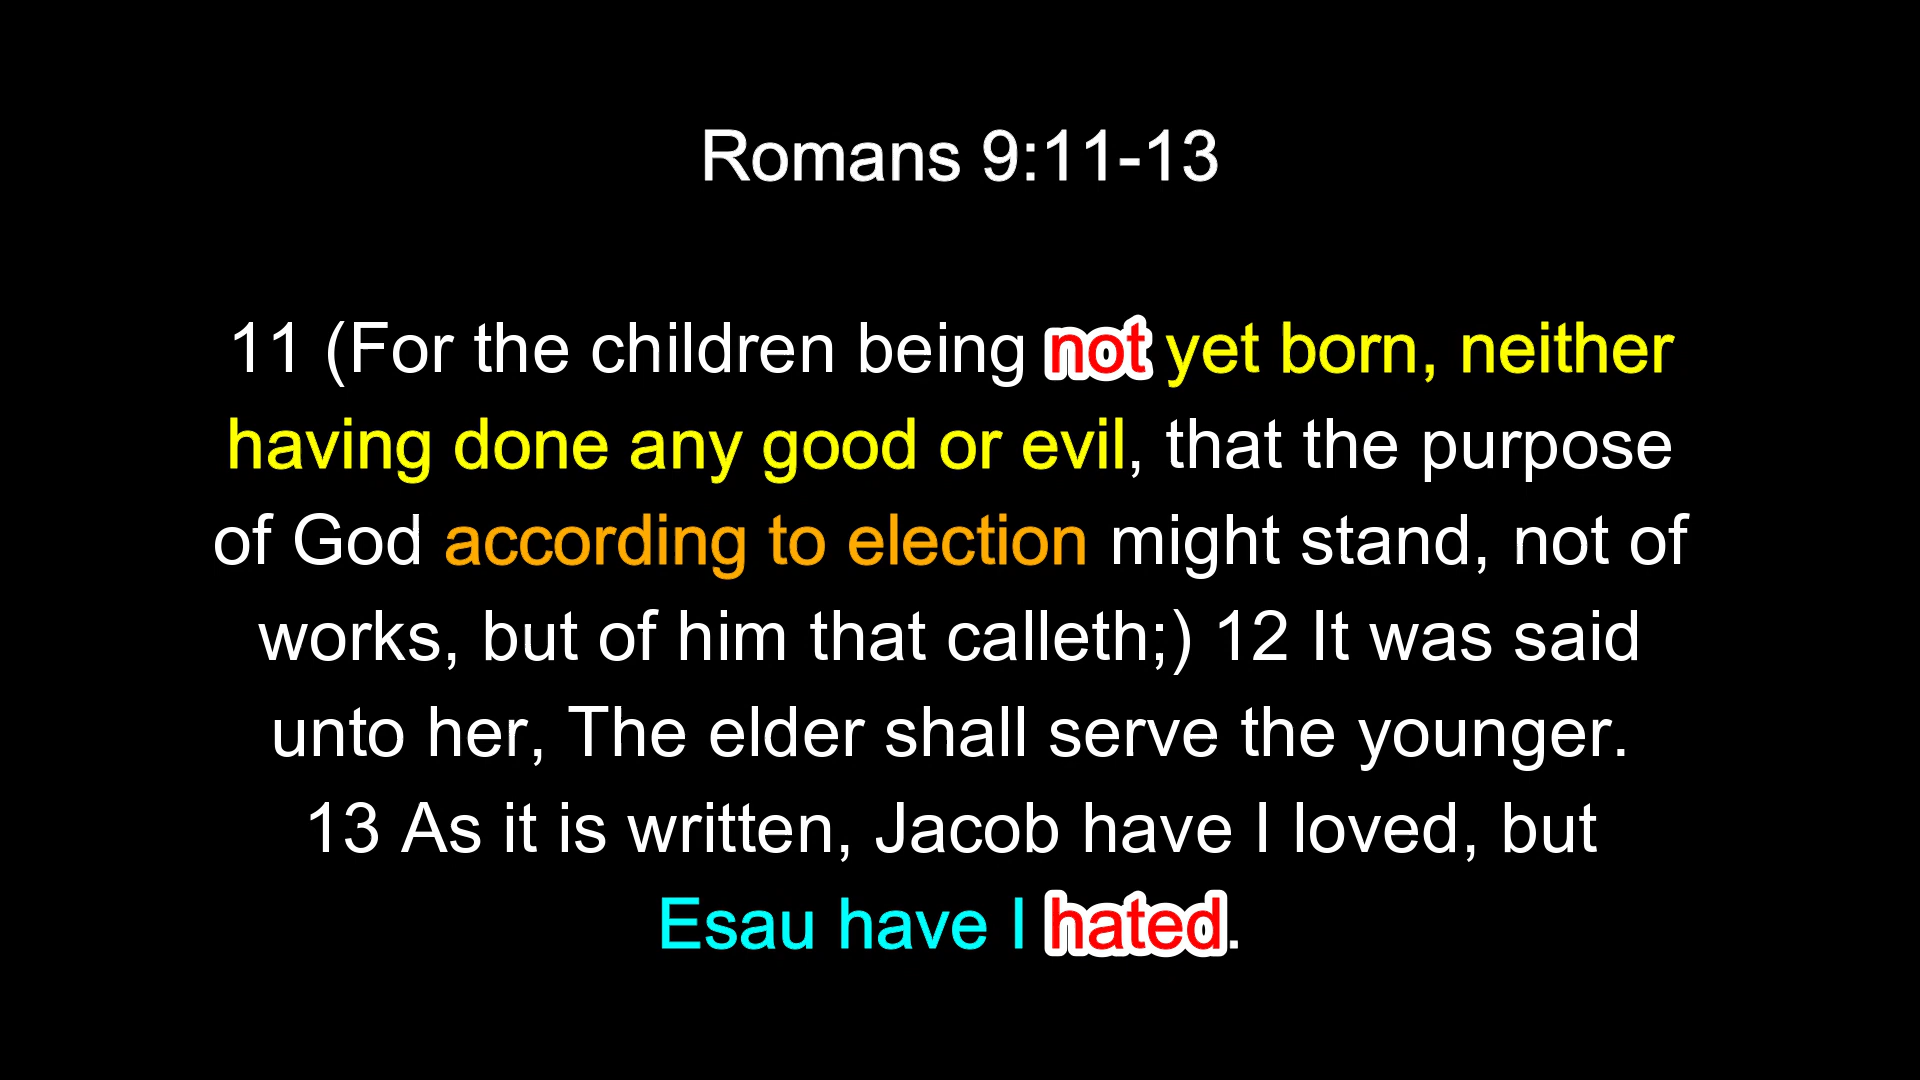 Romans 9:11-13
11 (For the children being not yet born, neither
having done any good or evil, that the purpose
of God according to election might stand, not of
works, but of him that calleth;) 12 It was said
unto her, The elder shall serve the younger.
13 As it is written, Jacob have I loved, but
Esau have I hated.